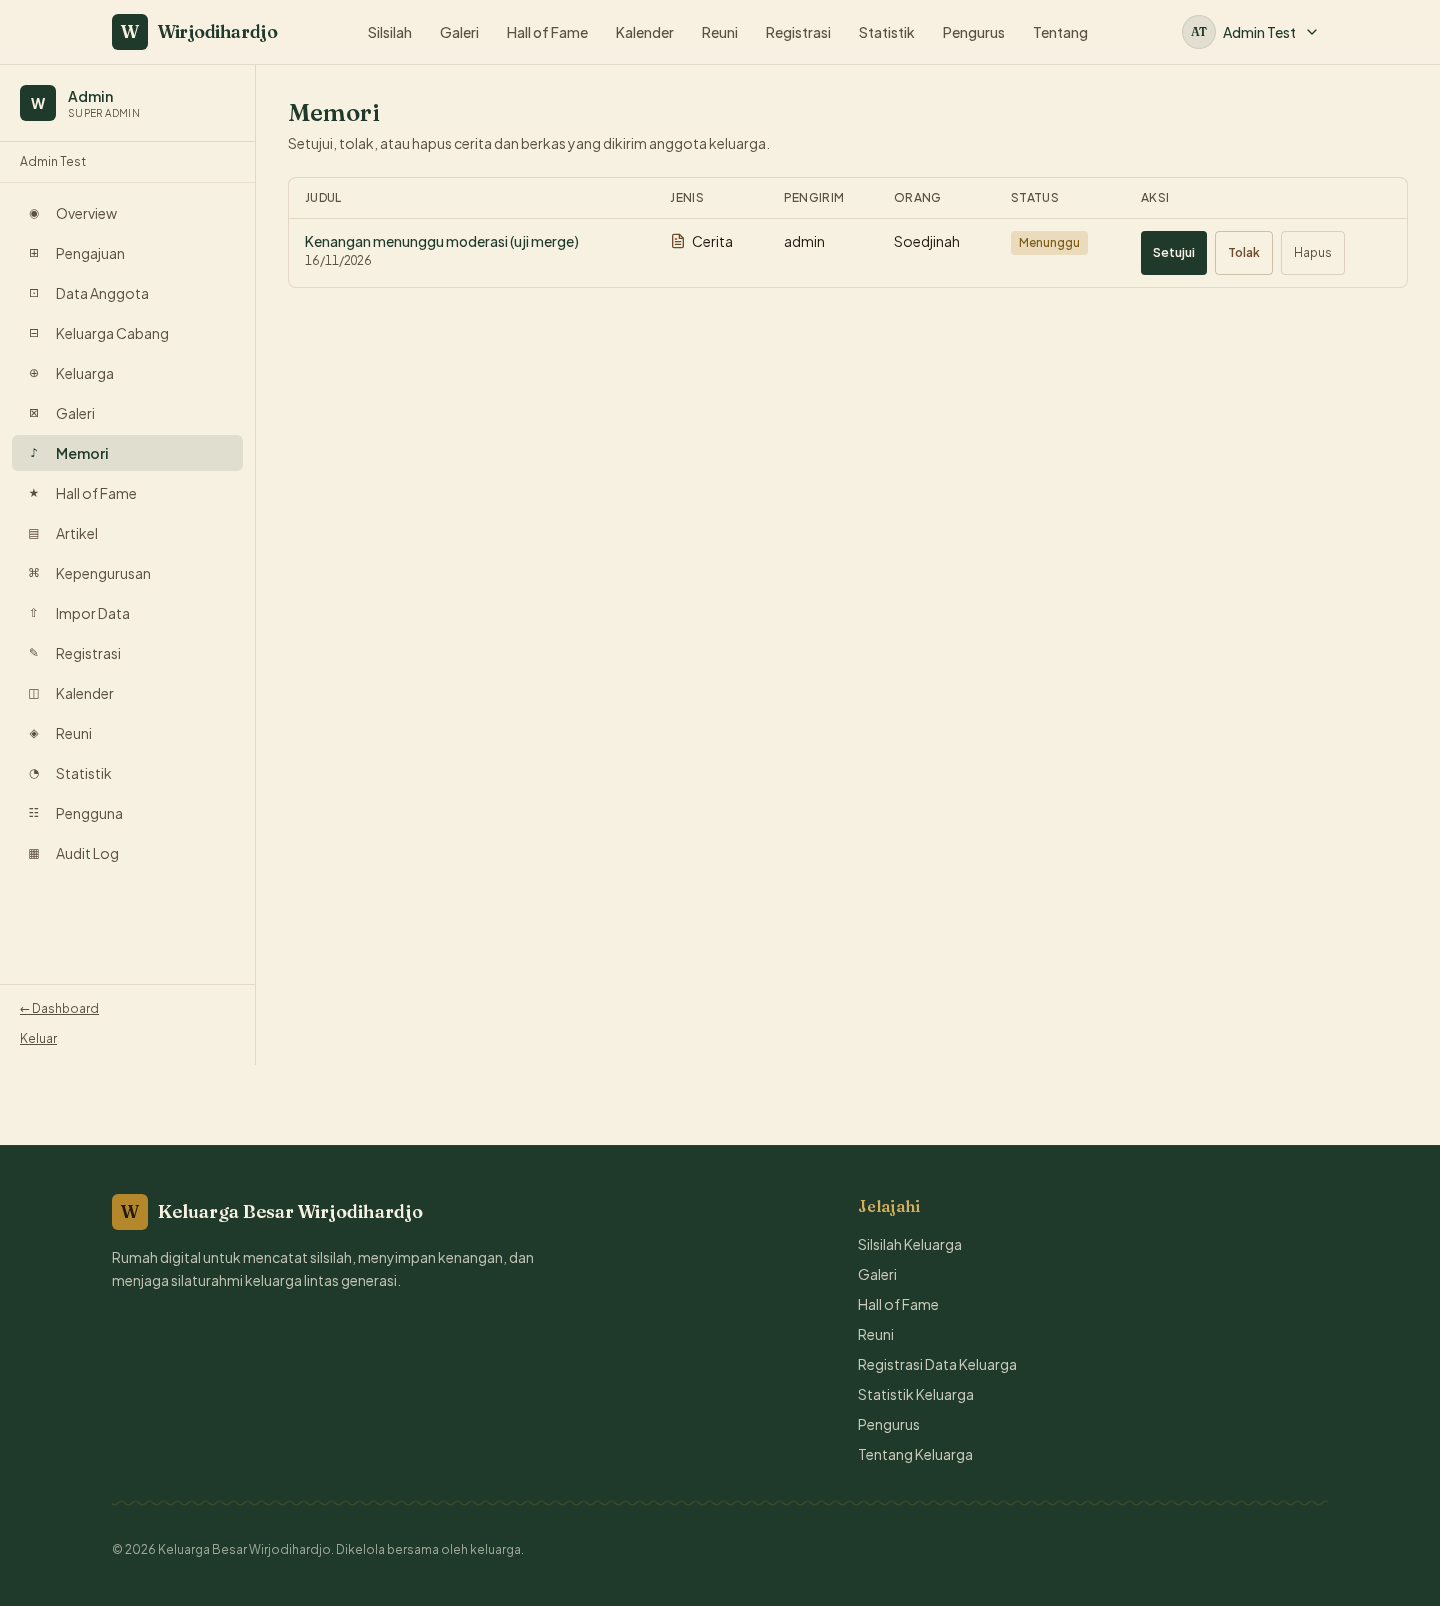 W Wirjodihardjo Silsilah Galeri Hall of Fame Kalender Reuni Registrasi Statistik Pengurus Tentang AT Admin Test
W Admin
SUPER ADMIN
Admin Test
Overview
Pengajuan
Data Anggota
Keluarga Cabang
Keluarga
Galeri
Memori
Hall of Fame
Artikel
Kepengurusan
Impor Data
Registrasi
Kalender
Reuni
Statistik
Pengguna
Audit Log
← Dashboard
Keluar
Memori
Setujui, tolak, atau hapus cerita dan berkas yang dikirim anggota keluarga.
JUDUL JENIS PENGIRIM ORANG STATUS AKSI
Kenangan menunggu moderasi (uji merge) Cerita admin Soedjinah Menunggu Setujui Tolak Hapus
16/11/2026
W Keluarga Besar Wirjodihardjo
Rumah digital untuk mencatat silsilah, menyimpan kenangan, dan
menjaga silaturahmi keluarga lintas generasi.
Jelajahi
Silsilah Keluarga
Galeri
Hall of Fame
Reuni
Registrasi Data Keluarga
Statistik Keluarga
Pengurus
Tentang Keluarga
© 2026 Keluarga Besar Wirjodihardjo. Dikelola bersama oleh keluarga.